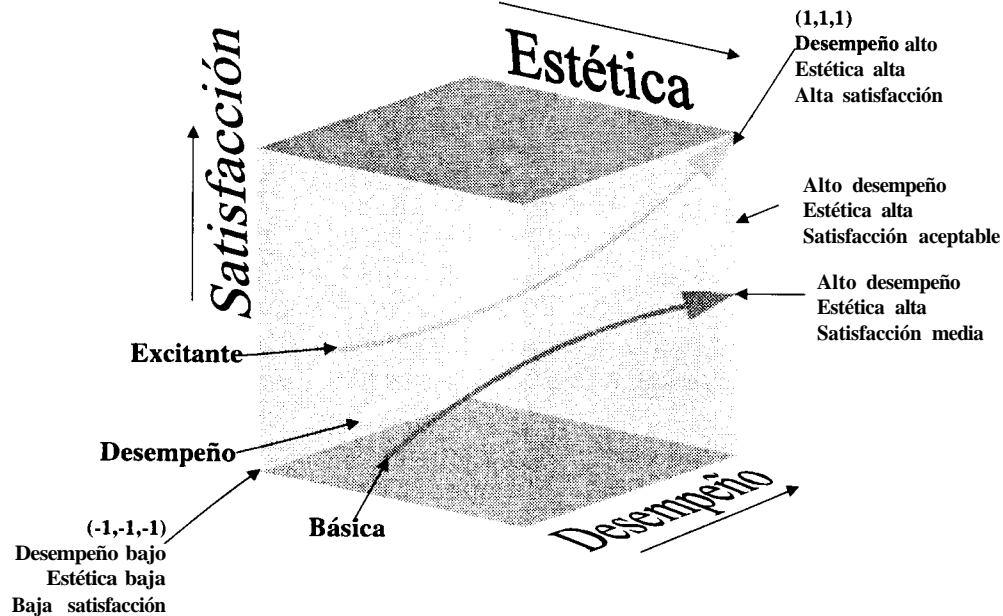 Satisfacción
Estética
(1,1,1)
Desempeño alto
Estética alta
Alta satisfacción
Alto desempeño
Estética alta
Satisfacción aceptable
Alto desempeño
Estética alta
Satisfacción media
Excitante
Desempeño
Básica
Desempeño
(-1,-1,-1)
Desempeño bajo
Estética baja
Baja satisfacción